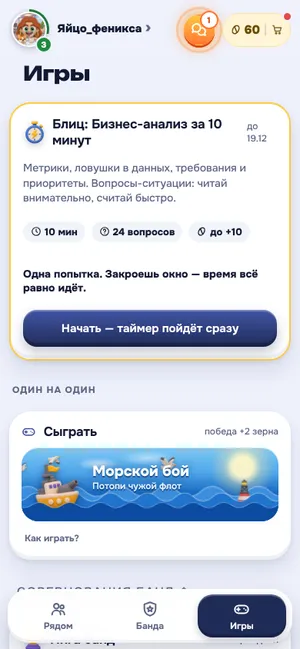 Яйцо_феникса ›
1
60
3
Игры
Блиц: Бизнес-анализ за 10
минут
до
19.12
Метрики, ловушки в данных, требования и
приоритеты. Вопросы-ситуации: читай
внимательно, считай быстро.
10 мин
24 вопросов
до +10
Одна попытка. Закроешь окно — время всё
равно идёт.
Начать — таймер пойдёт сразу
ОДИН НА ОДИН
Сыграть
победа +2 зерна
Морской бой
Потопи чужой флот
Как играть?
Рядом
Банда
Игры